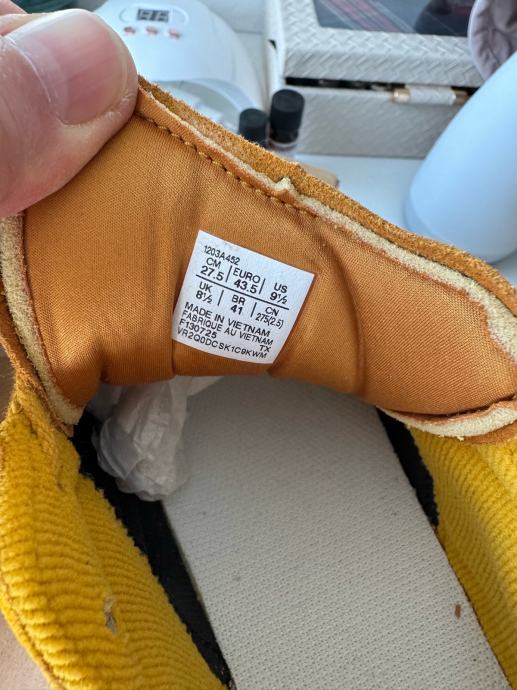 1203A452
CM EURO US
27.5 43.5 9½
UK BR CN
8½ 41 275(2.5)
MADE IN VIETNAM
FABRIQUE AU VIETNAM
F130725 TX
VR2Q0DCSK1C9KWM